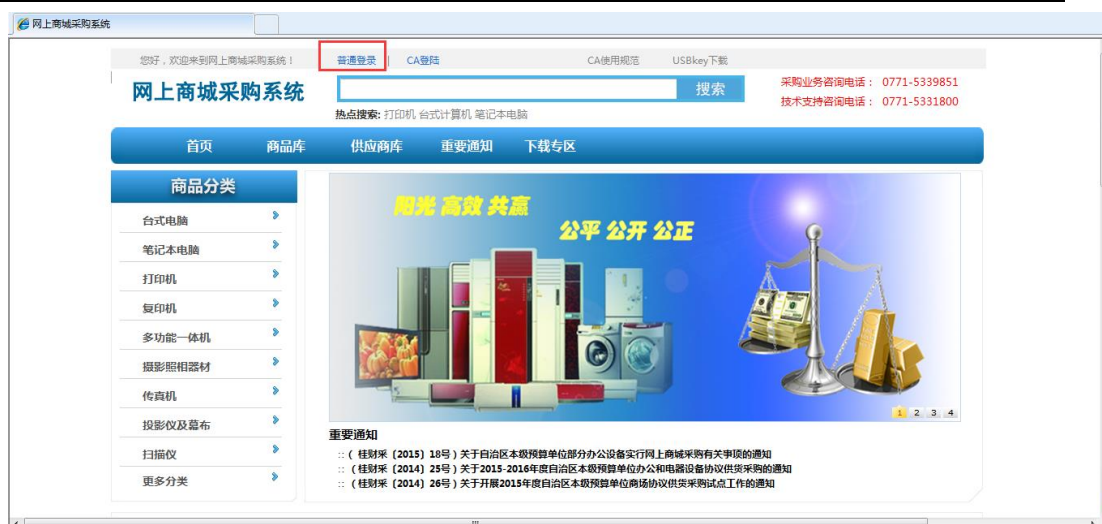 网上商城采购系统
您好，欢迎来到网上商城采购系统！ 普通登录 | CA登陆 CA使用规范 USBkey下载
网上商城采购系统 搜索 采购业务咨询电话： 0771-5339851
技术支持咨询电话： 0771-5331800
热点搜索: 打印机 台式计算机 笔记本电脑
首页 商品库 供应商库 重要通知 下载专区
商品分类
台式电脑
笔记本电脑
打印机
复印机
多功能一体机
摄影照相器材
传真机
投影仪及幕布
扫描仪
更多分类
阳光 高效 共赢
公平 公开 公正
1 2 3 4
重要通知
:: ( 桂财采〔2015〕18号 ) 关于自治区本级预算单位部分办公设备实行网上商城采购有关事项的通知
:: ( 桂财采〔2014〕25号 ) 关于2015-2016年度自治区本级预算单位办公和电器设备协议供货采购的通知
:: ( 桂财采〔2014〕26号 ) 关于开展2015年度自治区本级预算单位商场协议供货采购试点工作的通知